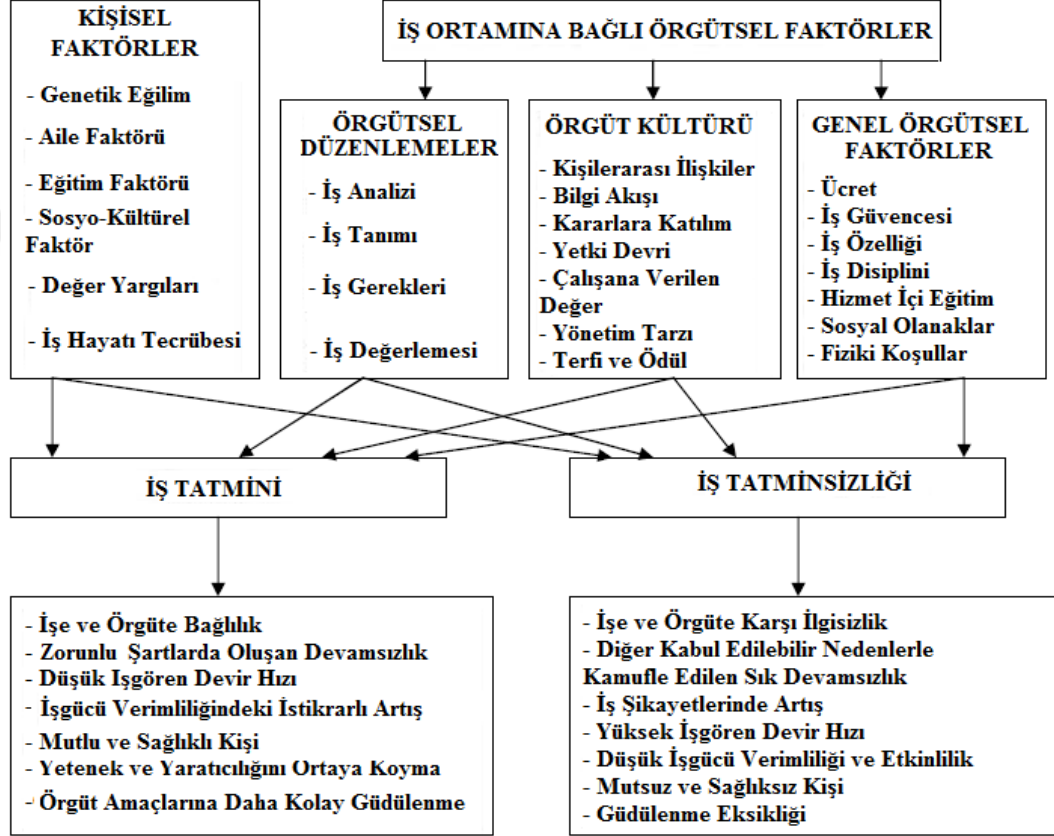 KİŞİSEL
FAKTÖRLER
- Genetik Eğilim
- Aile Faktörü
- Eğitim Faktörü
- Sosyo-Kültürel
Faktör
- Değer Yargıları
- İş Hayatı Tecrübesi
İŞ ORTAMINA BAĞLI ÖRGÜTSEL FAKTÖRLER
ÖRGÜTSEL
DÜZENLEMELER
- İş Analizi
- İş Tanımı
- İş Gerekleri
- İş Değerlemesi
ÖRGÜT KÜLTÜRÜ
- Kişilerarası İlişkiler
- Bilgi Akışı
- Kararlara Katılım
- Yetki Devri
- Çalışana Verilen
Değer
- Yönetim Tarzı
- Terfi ve Ödül
GENEL ÖRGÜTSEL
FAKTÖRLER
- Ücret
- İş Güvencesi
- İş Özelliği
- İş Disiplini
- Hizmet İçi Eğitim
- Sosyal Olanaklar
- Fiziki Koşullar
İŞ TATMİNİ
İŞ TATMİNSİZLİĞİ
- İşe ve Örgüte Bağlılık
- Zorunlu Şartlarda Oluşan Devamsızlık
- Düşük Işgören Devir Hızı
- İşgücü Verimliliğindeki İstikrarlı Artış
- Mutlu ve Sağlıklı Kişi
- Yetenek ve Yaratıcılığını Ortaya Koyma
- Örgüt Amaçlarına Daha Kolay Güdülenme
- İşe ve Örgüte Karşı İlgisizlik
- Diğer Kabul Edilebilir Nedenlerle
Kamufle Edilen Sık Devamsızlık
- İş Şikayetlerinde Artış
- Yüksek İşgören Devir Hızı
- Düşük İşgücü Verimliliği ve Etkinlilik
- Mutsuz ve Sağlıksız Kişi
- Güdülenme Eksikliği